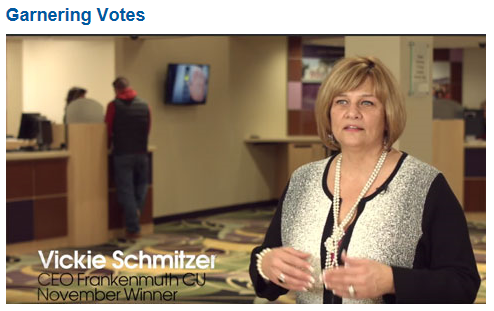 Garnering Votes
Vickie Schmitzer
CEO Frankenmuth CU
November Winner